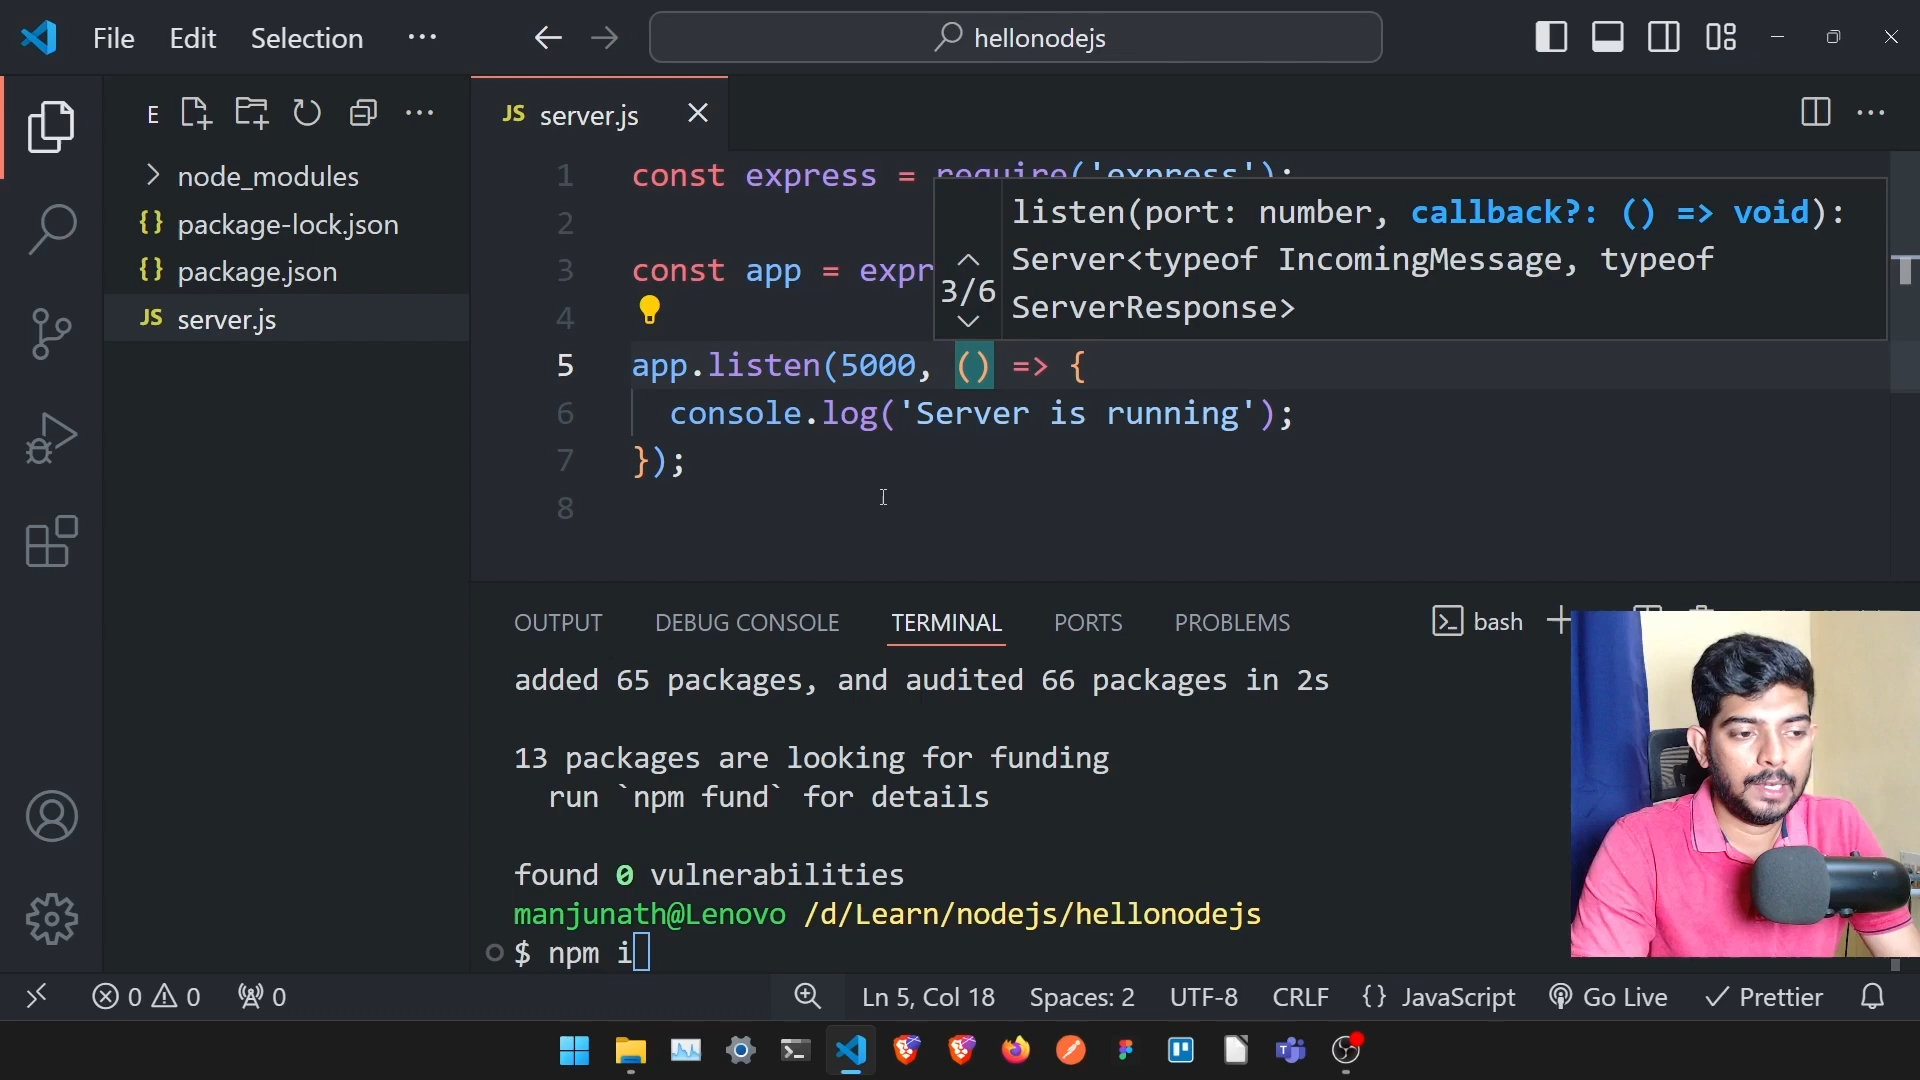 File Edit Selection ··· hellonodejs
E
node_modules
{} package-lock.json
{} package.json
JS server.js
JS server.js
1 const express = require('express');
2
3 const app = expr
4
5 app.listen(5000, () => {
6 console.log('Server is running');
7 });
8
3/6
listen(port: number, callback?: () => void):
Server<typeof IncomingMessage, typeof
ServerResponse>
OUTPUT DEBUG CONSOLE TERMINAL PORTS PROBLEMS bash
added 65 packages, and audited 66 packages in 2s
13 packages are looking for funding
run `npm fund` for details
found 0 vulnerabilities
manjunath@Lenovo /d/Learn/nodejs/hellonodejs
$ npm i
0 0 0 Ln 5, Col 18 Spaces: 2 UTF-8 CRLF {} JavaScript Go Live Prettier